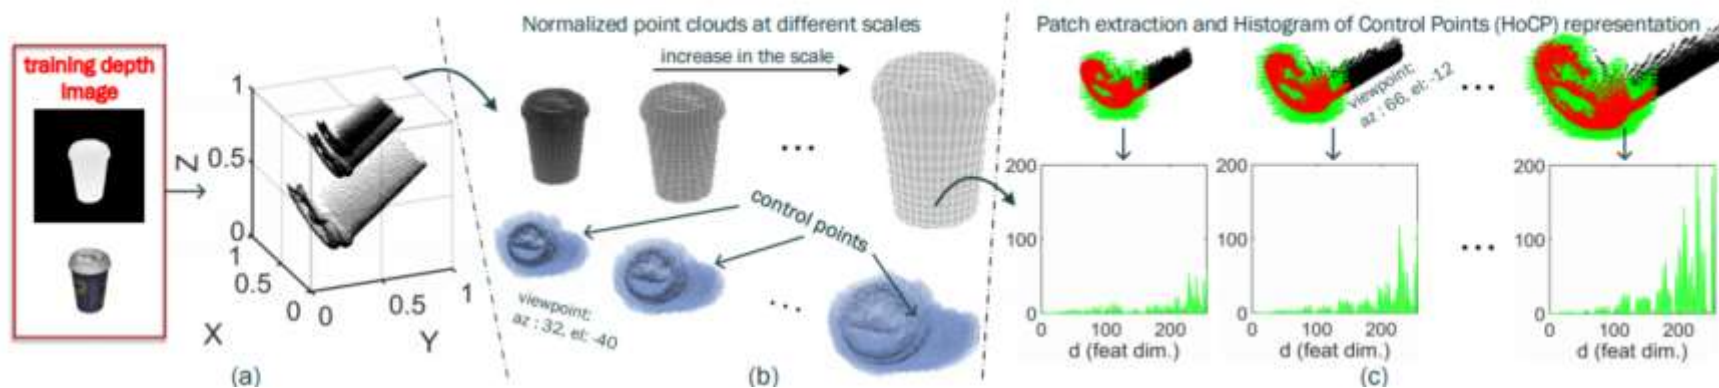 training depth
image
1
Z
0.5
0
1
0.5
0
0
0.5
1
X
Y
(a)
Normalized point clouds at different scales
increase in the scale
...
control points
viewpoint:
az : 32, el: -40
...
(b)
Patch extraction and Histogram of Control Points (HoCP) representation
viewpoint:
az : 66, el: -12
...
200
100
0
0
100
200
d (feat dim.)
200
100
0
0
100
200
d (feat dim.)
...
200
100
0
0
100
200
d (feat dim.)
(c)